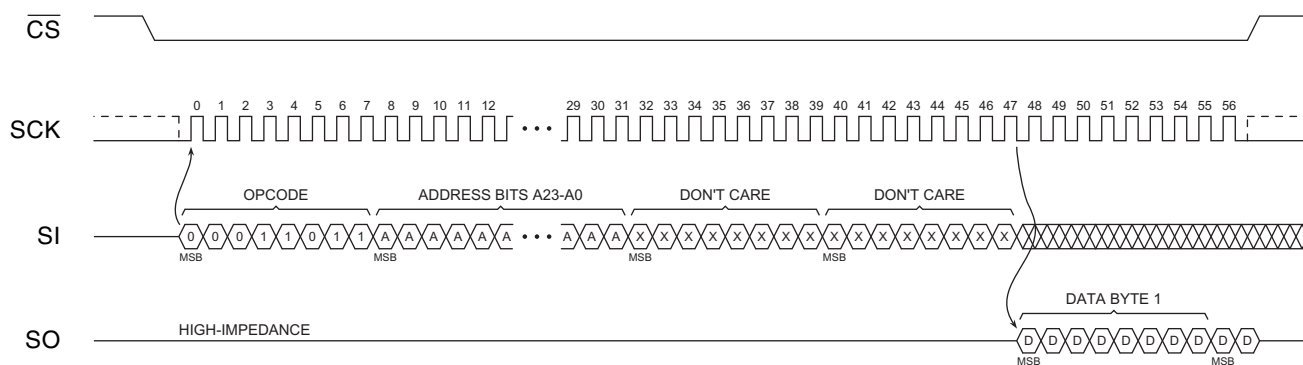 CS
0 1 2 3 4 5 6 7 8 9 10 11 12 29 30 31 32 33 34 35 36 37 38 39 40 41 42 43 44 45 46 47 48 49 50 51 52 53 54 55 56
SCK
OPCODE ADDRESS BITS A23-A0 DON'T CARE DON'T CARE
SI 0 0 0 1 1 0 1 1 A A A A A A A A A X X X X X X X X X X X X X X X X
MSB MSB MSB MSB
DATA BYTE 1
HIGH-IMPEDANCE
SO D D D D D D D D D D
MSB MSB